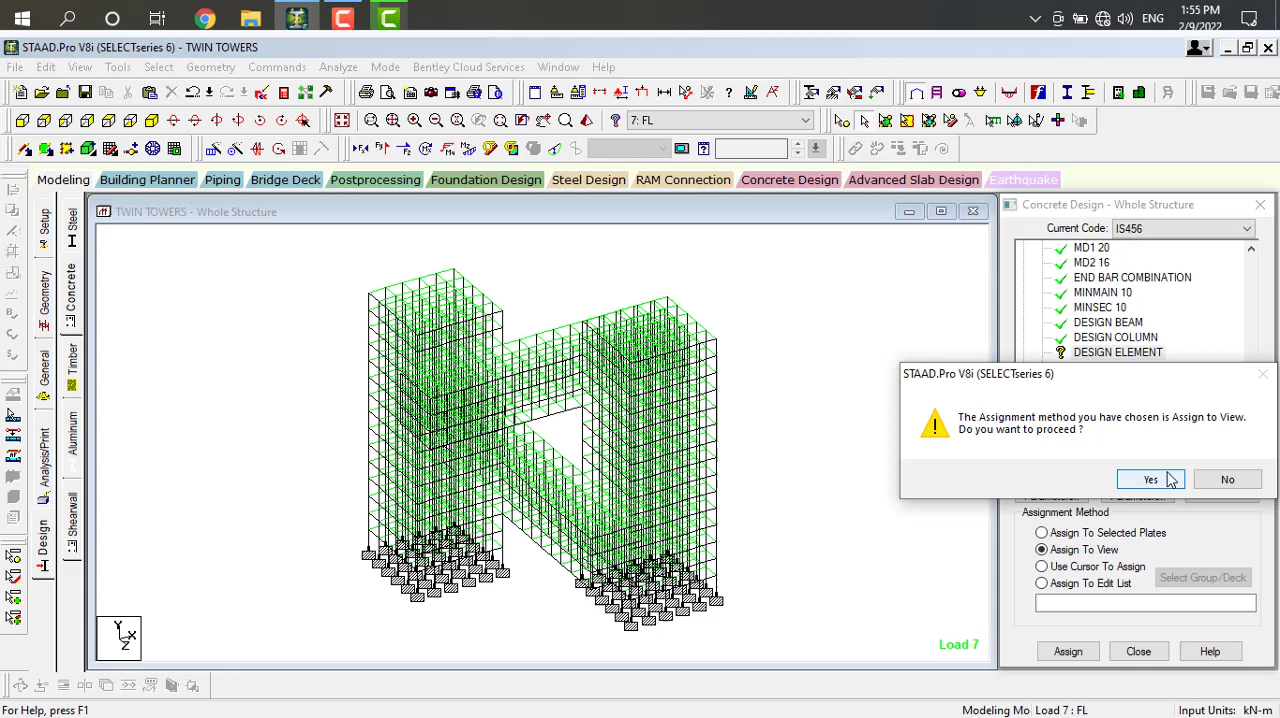 1:55 PM
ENG
2/9/2022
STAAD.Pro V8i (SELECTseries 6) - TWIN TOWERS
File Edit View Tools Select Geometry Commands Analyze Mode Bentley Cloud Services Window Help
7: FL
Modeling Building Planner Piping Bridge Deck Postprocessing Foundation Design Steel Design RAM Connection Concrete Design Advanced Slab Design Earthquake
Setup
Geometry
General
Analysis/Print
Design
Steel
Concrete
Timber
Aluminum
Shearwall
TWIN TOWERS - Whole Structure
Y
X
Z
Load 7
Concrete Design - Whole Structure
Current Code: IS456
MD1 20
MD2 16
END BAR COMBINATION
MINMAIN 10
MINSEC 10
DESIGN BEAM
DESIGN COLUMN
DESIGN ELEMENT
STAAD.Pro V8i (SELECTseries 6)
The Assignment method you have chosen is Assign to View.
Do you want to proceed ?
Yes No
Assignment Method
Assign To Selected Plates
Assign To View
Use Cursor To Assign
Assign To Edit List
Select Group/Deck
Assign Close Help
For Help, press F1
Modeling Mo Load 7 : FL Input Units: kN-m